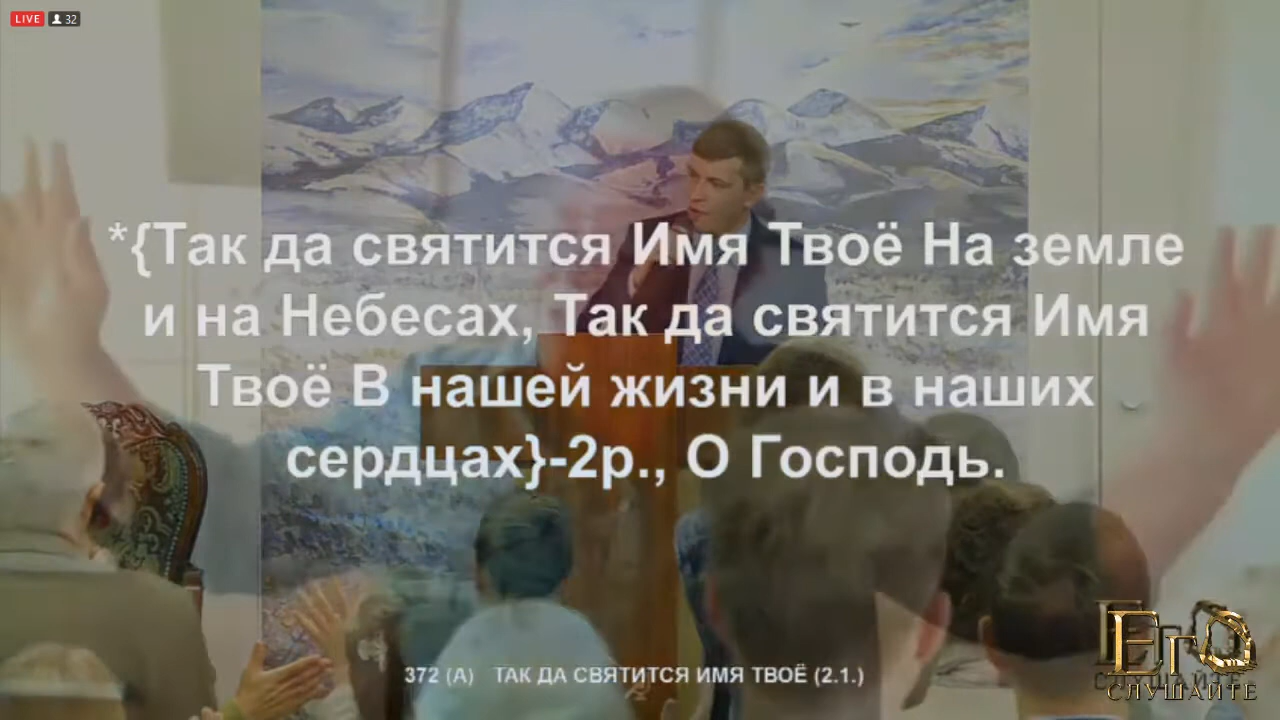 LIVE 32
*{Так да святится Имя Твоё На земле
и на Небесах, Так да святится Имя
Твоё В нашей жизни и в наших
сердцах}-2р., О Господь.
372 (А) ТАК ДА СВЯТИТСЯ ИМЯ ТВОЁ (2.1.)
ЕГО
СЛУШАЙТЕ